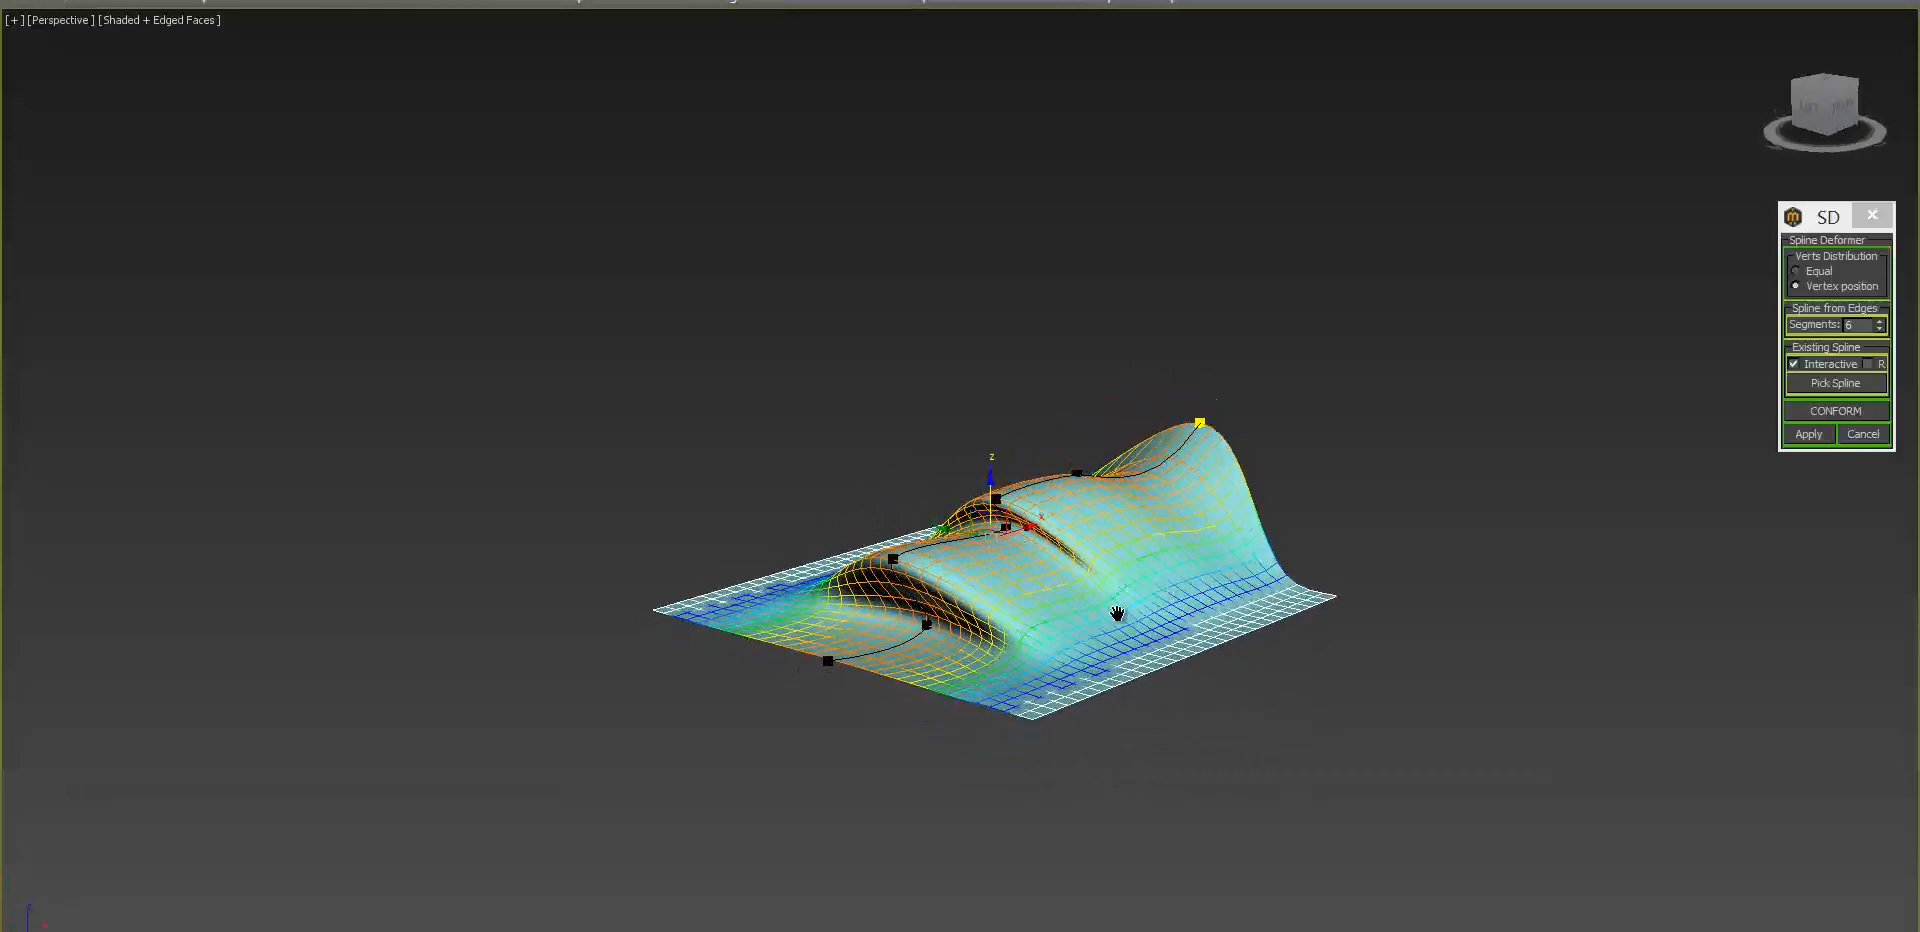 [+] [Perspective ] [Shaded + Edged Faces ]
SD
Spline Deformer
Verts Distribution
Equal
Vertex position
Spline from Edges
Segments: 6
Existing Spline
Interactive R
Pick Spline
CONFORM
Apply Cancel
z
x